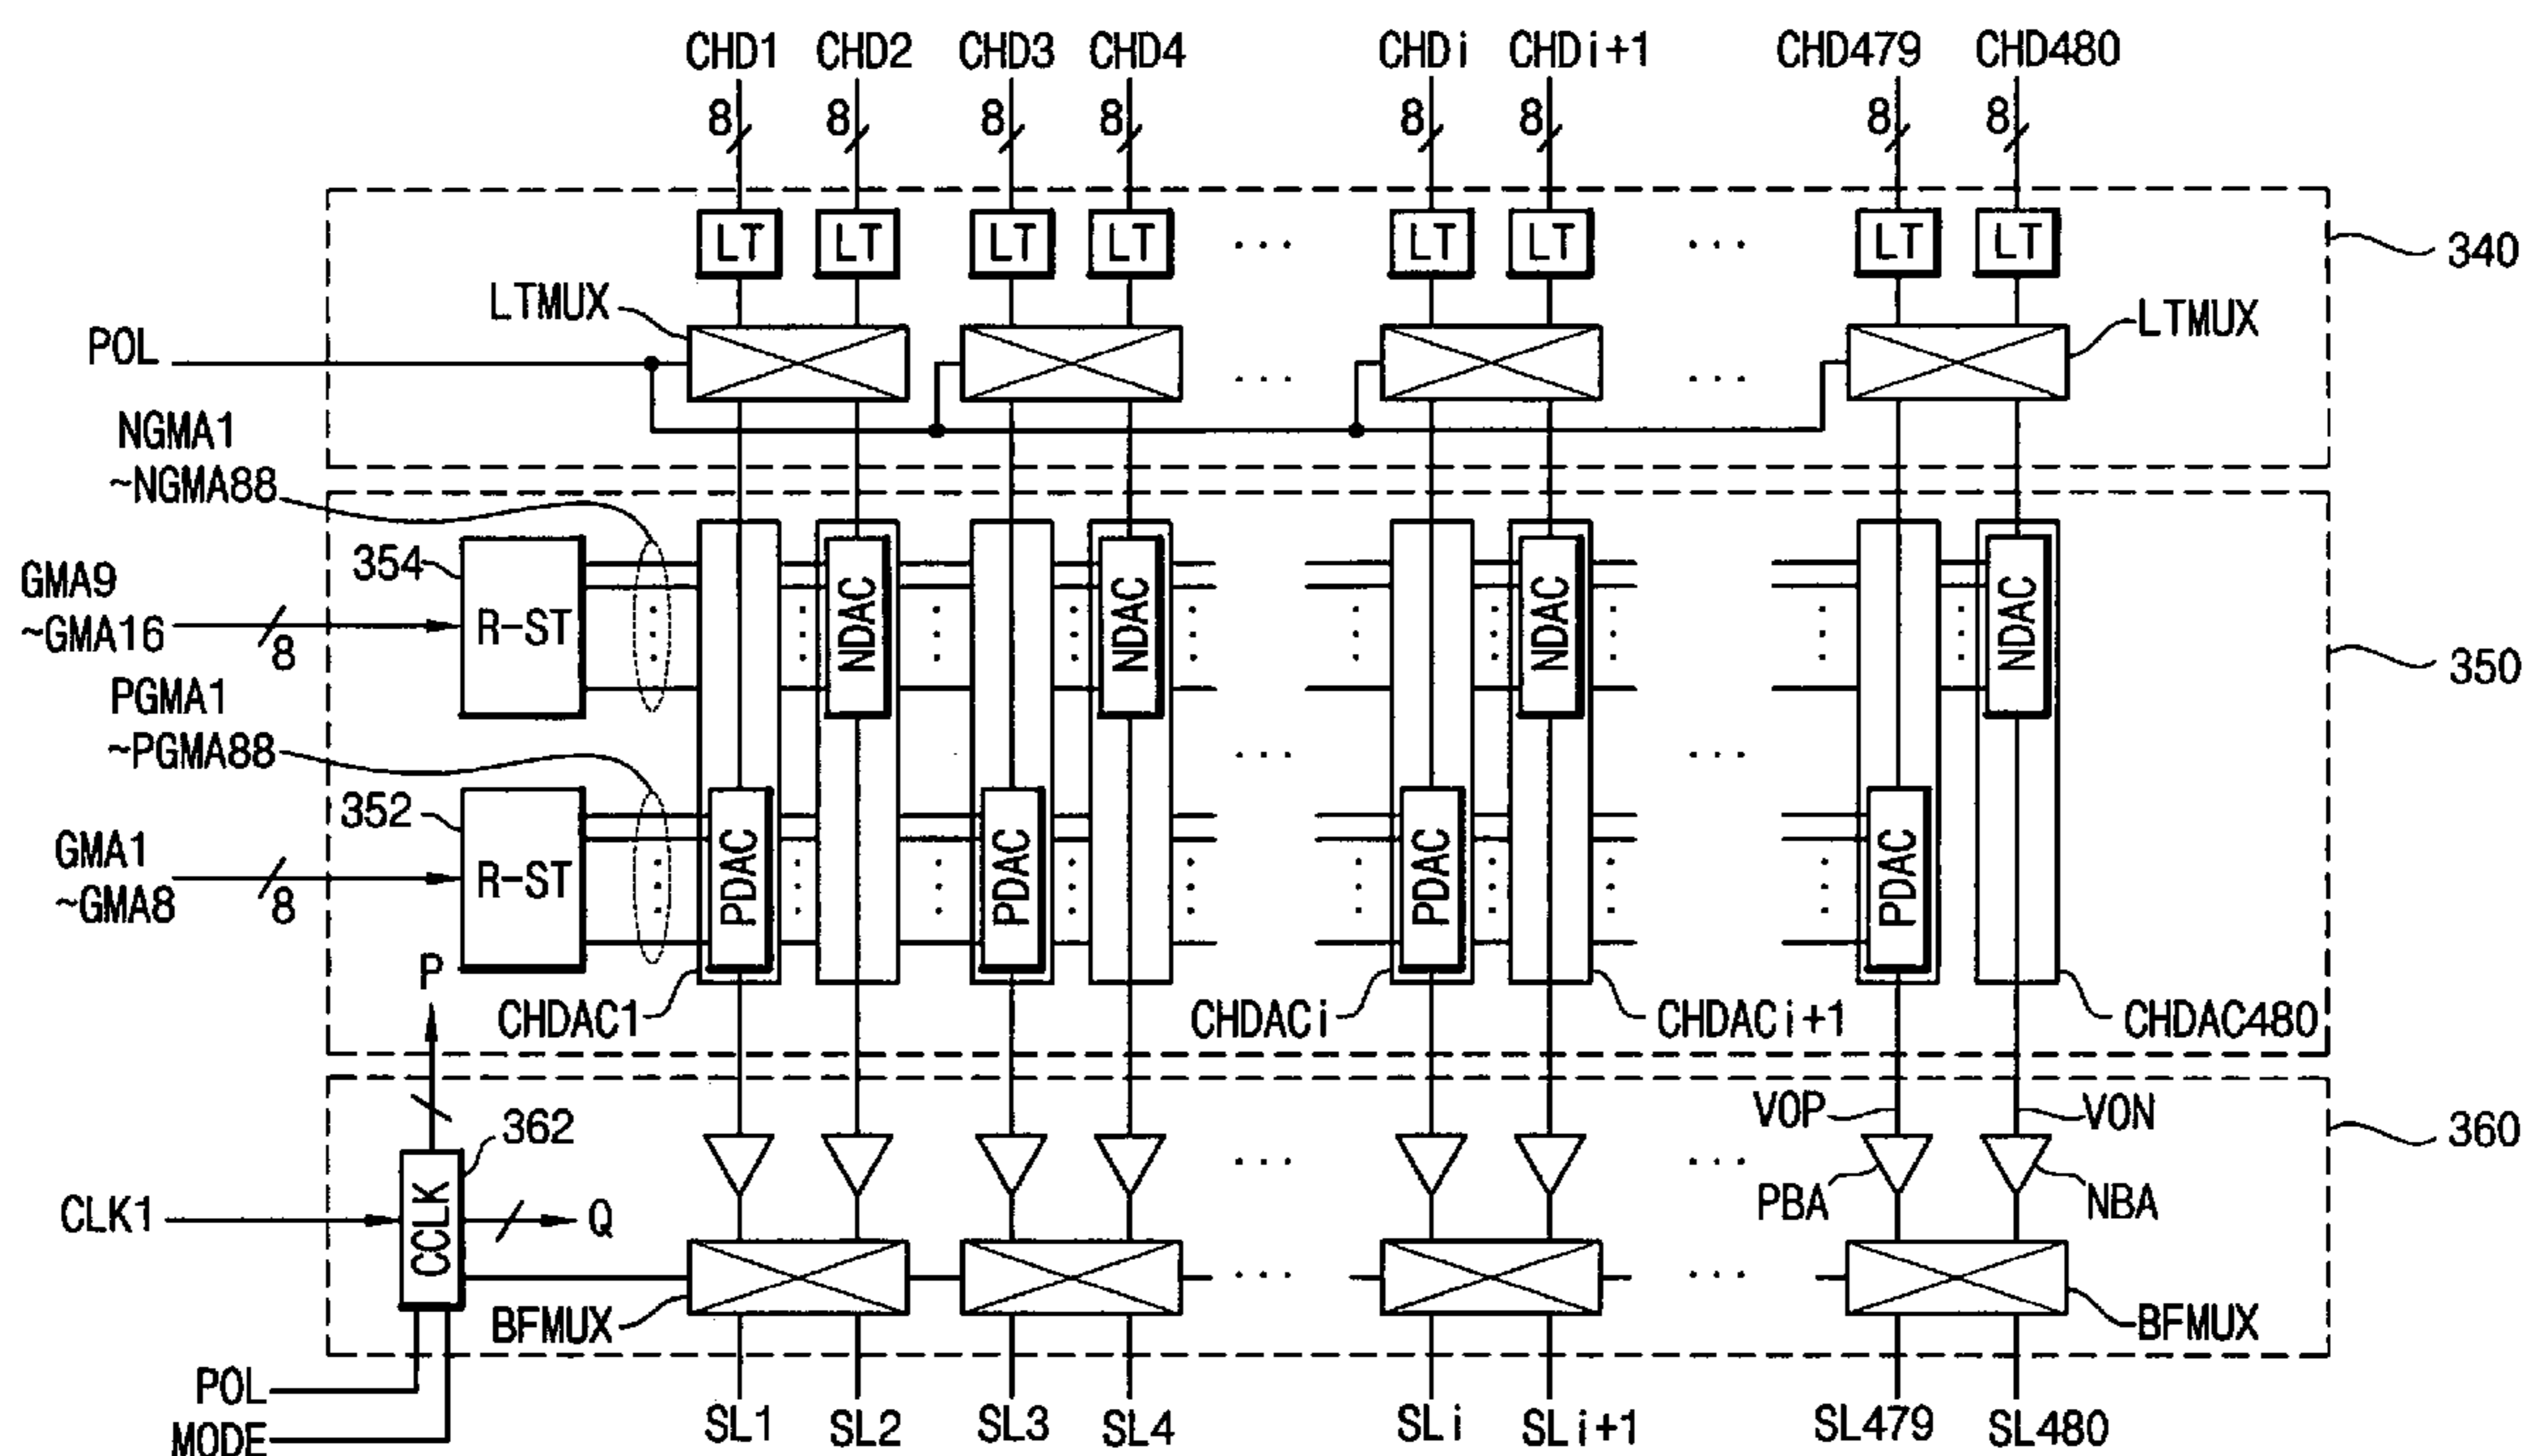 CHD1 CHD2 CHD3 CHD4 CHDi CHDi+1 CHD479 CHD480
8 8 8 8 8 8 8 8
LT LT LT LT ... LT LT ... LT LT
340
LTMUX
LTMUX
POL
... ...
NGMA1
~NGMA88
354
GMA9
~GMA16
8
R-ST
NDAC NDAC NDAC NDAC
350
PGMA1
~PGMA88
... ...
352
GMA1
~GMA8
8
R-ST
PDAC PDAC PDAC PDAC
P
CHDAC1 CHDACi CHDACi+1 CHDAC480
362
VOP VON
360
... ...
PBA NBA
CLK1
CCLK
Q
... ...
BFMUX
BFMUX
POL
MODE
SL1 SL2 SL3 SL4 SLi SLi+1 SL479 SL480